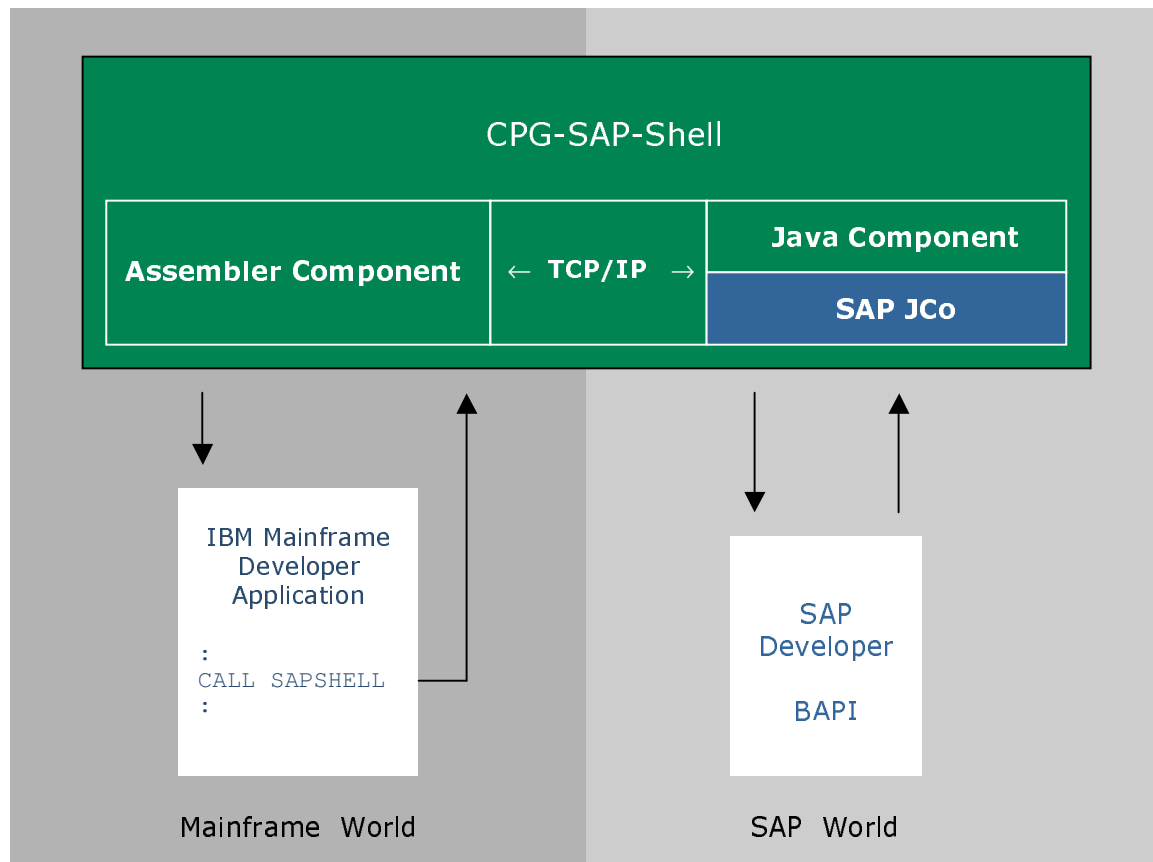 CPG-SAP-Shell
Assembler Component
← TCP/IP →
Java Component
SAP JCo
IBM Mainframe
Developer
Application
:
CALL SAPSHELL
:
SAP
Developer
BAPI
Mainframe World
SAP World